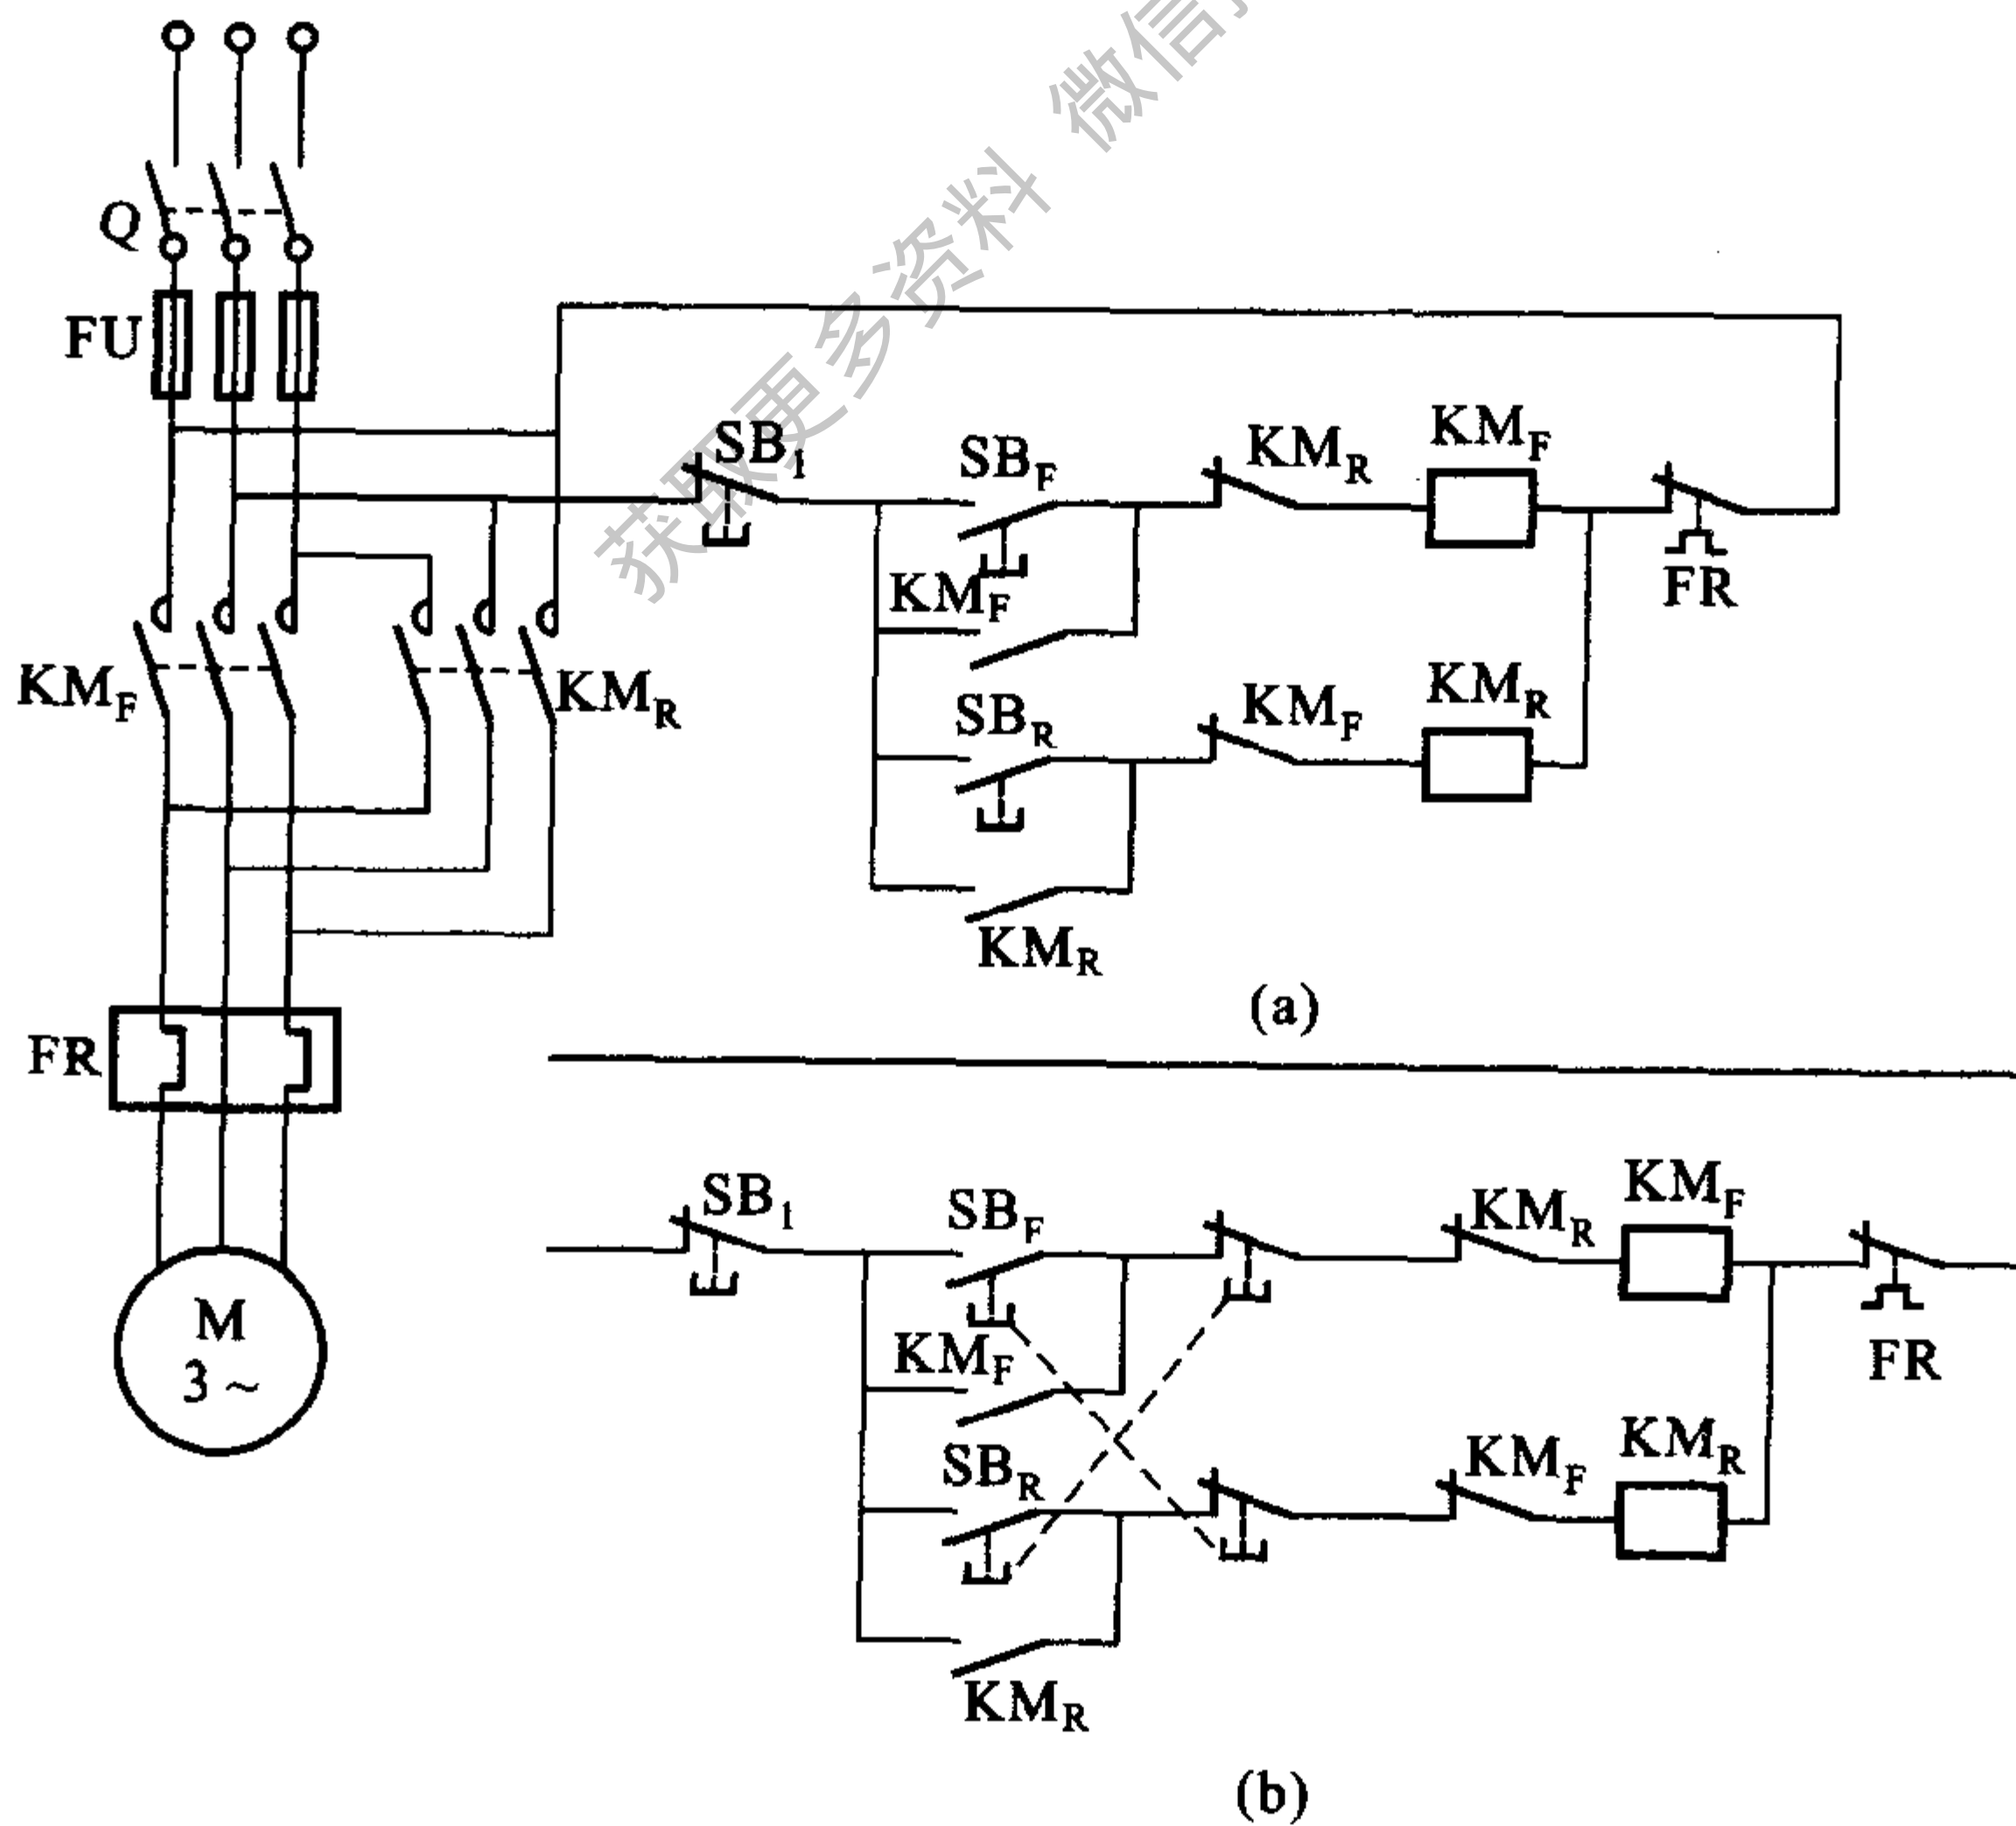 获取更多资料 微信
Q
FU
SB1
SBF
KMR
KMF
FR
KMF
KMF
KMR
SBR
KMF
KMR
KMR
(a)
FR
M
3 ~
SB1
SBF
KMR
KMF
FR
KMF
SBR
KMF
KMR
KMR
(b)